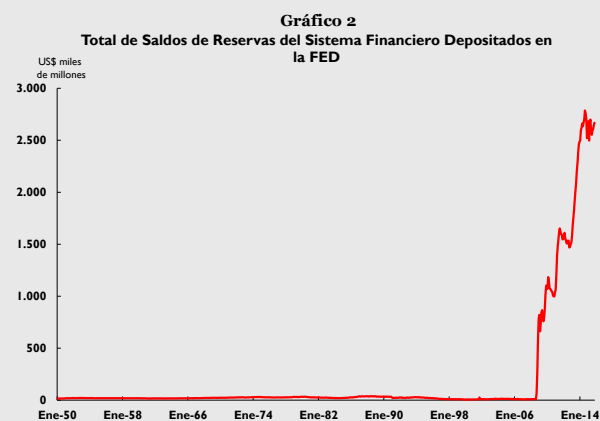 Gráfico 2
Total de Saldos de Reservas del Sistema Financiero Depositados en
la FED
US$ miles
de millones
3.000
2.500
2.000
1.500
1.000
500
0
Ene-50 Ene-58 Ene-66 Ene-74 Ene-82 Ene-90 Ene-98 Ene-06 Ene-14